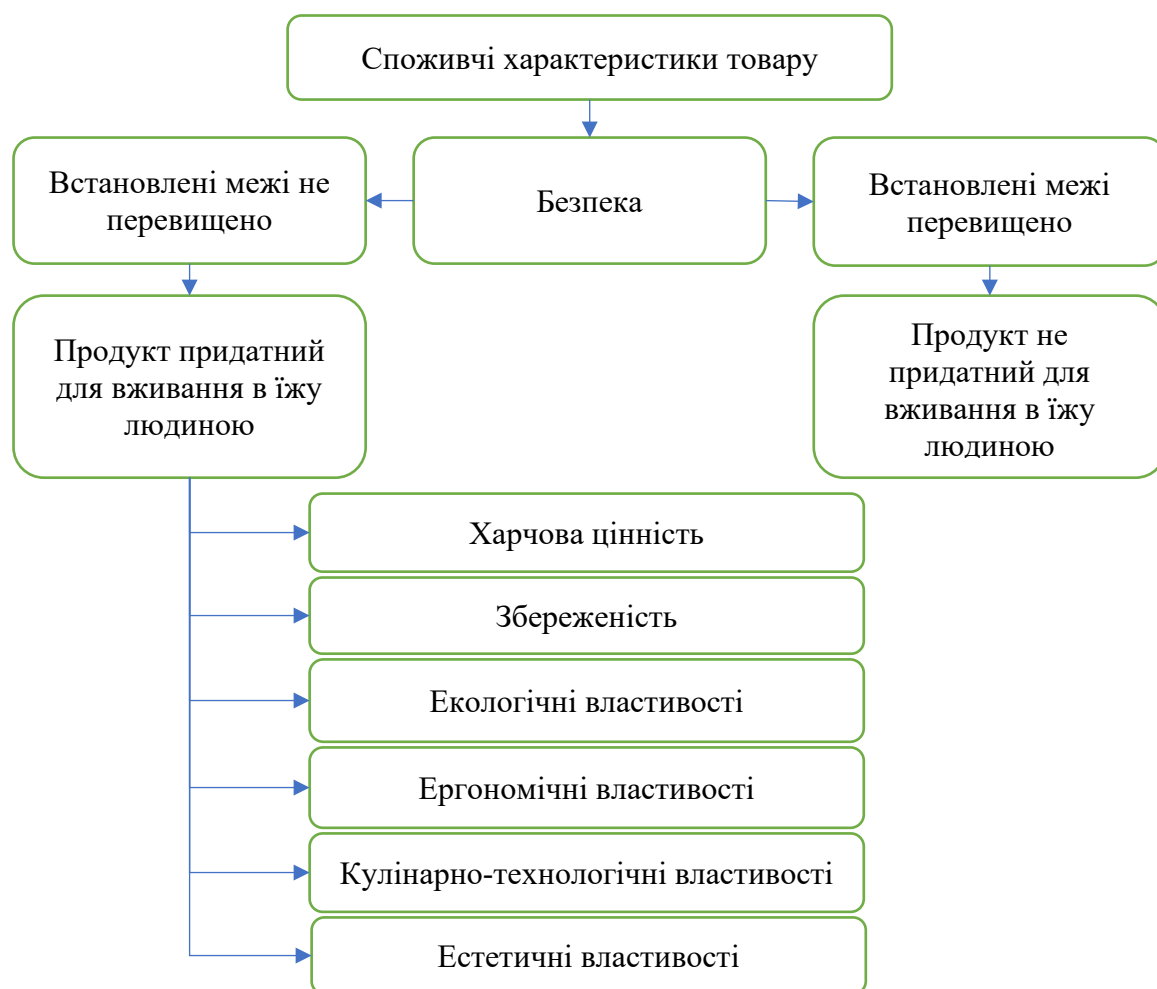 Споживчі характеристики товару
Встановлені межі не
перевищено
Безпека
Встановлені межі
перевищено
Продукт придатний
для вживання в їжу
людиною
Продукт не
придатний для
вживання в їжу
людиною
Харчова цінність
Збереженість
Екологічні властивості
Ергономічні властивості
Кулінарно-технологічні властивості
Естетичні властивості